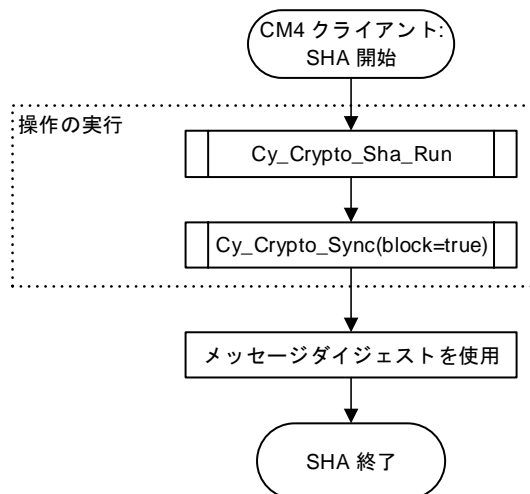 CM4 クライアント:
SHA 開始
操作の実行
Cy_Crypto_Sha_Run
Cy_Crypto_Sync(block=true)
メッセージダイジェストを使用
SHA 終了